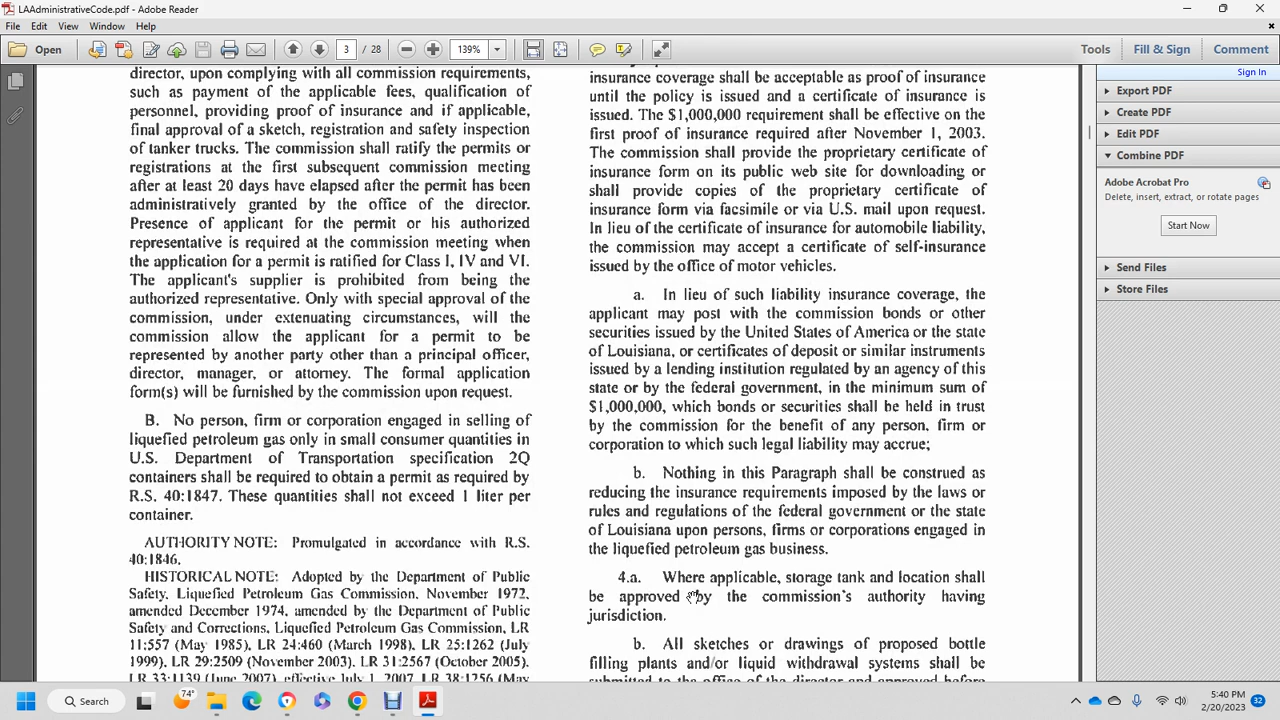 LAAdministrativeCode.pdf - Adobe Reader
File Edit View Window Help
Open 3 / 28 139% Tools Fill & Sign Comment
Sign In
Export PDF
Create PDF
Edit PDF
Combine PDF
Adobe Acrobat Pro
Delete, insert, extract, or rotate pages
Start Now
Send Files
Store Files
director, upon complying with all commission requirements,
such as payment of the applicable fees, qualification of
personnel, providing proof of insurance and if applicable,
final approval of a sketch, registration and safety inspection
of tanker trucks. The commission shall ratify the permits or
registrations at the first subsequent commission meeting
after at least 20 days have elapsed after the permit has been
administratively granted by the office of the director.
Presence of applicant for the permit or his authorized
representative is required at the commission meeting when
the application for a permit is ratified for Class I, IV and VI.
The applicant's supplier is prohibited from being the
authorized representative. Only with special approval of the
commission, under extenuating circumstances, will the
commission allow the applicant for a permit to be
represented by another party other than a principal officer,
director, manager, or attorney. The formal application
form(s) will be furnished by the commission upon request.
B. No person, firm or corporation engaged in selling of
liquefied petroleum gas only in small consumer quantities in
U.S. Department of Transportation specification 2Q
containers shall be required to obtain a permit as required by
R.S. 40:1847. These quantities shall not exceed 1 liter per
container.
AUTHORITY NOTE: Promulgated in accordance with R.S.
40:1846.
HISTORICAL NOTE: Adopted by the Department of Public
Safety, Liquefied Petroleum Gas Commission, November 1972,
amended December 1974, amended by the Department of Public
Safety and Corrections, Liquefied Petroleum Gas Commission, LR
11:557 (May 1985), LR 24:460 (March 1998), LR 25:1262 (July
1999), LR 29:2509 (November 2003), LR 31:2567 (October 2005),
LR 33:1139 (June 2007), effective July 1, 2007, LR 38:1256 (May
insurance coverage shall be acceptable as proof of insurance
until the policy is issued and a certificate of insurance is
issued. The $1,000,000 requirement shall be effective on the
first proof of insurance required after November 1, 2003.
The commission shall provide the proprietary certificate of
insurance form on its public web site for downloading or
shall provide copies of the proprietary certificate of
insurance form via facsimile or via U.S. mail upon request.
In lieu of the certificate of insurance for automobile liability,
the commission may accept a certificate of self-insurance
issued by the office of motor vehicles.
a. In lieu of such liability insurance coverage, the
applicant may post with the commission bonds or other
securities issued by the United States of America or the state
of Louisiana, or certificates of deposit or similar instruments
issued by a lending institution regulated by an agency of this
state or by the federal government, in the minimum sum of
$1,000,000, which bonds or securities shall be held in trust
by the commission for the benefit of any person, firm or
corporation to which such legal liability may accrue;
b. Nothing in this Paragraph shall be construed as
reducing the insurance requirements imposed by the laws or
rules and regulations of the federal government or the state
of Louisiana upon persons, firms or corporations engaged in
the liquefied petroleum gas business.
4.a. Where applicable, storage tank and location shall
be approved by the commission's authority having
jurisdiction.
b. All sketches or drawings of proposed bottle
filling plants and/or liquid withdrawal systems shall be
submitted to the office of the director and approved before
Search
74°
5:40 PM
2/20/2023
32